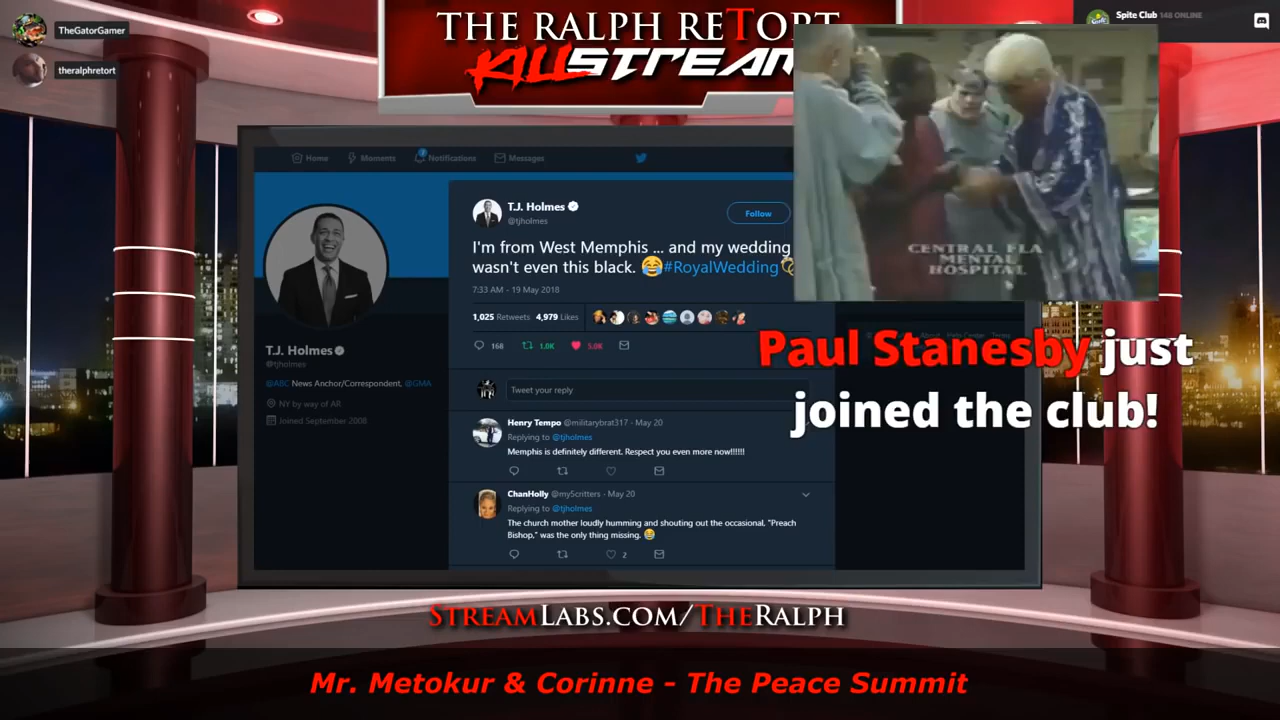 TheGatorGamer
theralphretort
THE RALPH RETORT
KILLSTREAM
Spite Club 148 ONLINE
Home Moments Notifications Messages
T.J. Holmes
@tjholmes
Follow
I'm from West Memphis ... and my wedding
wasn't even this black. 😂#RoyalWedding
7:33 AM - 19 May 2018
1,025 Retweets 4,979 Likes
168 1.0K 5.0K
T.J. Holmes
@tjholmes
@ABC News Anchor/Correspondent, @GMA
NY by way of AR
Joined September 2008
Tweet your reply
Henry Tempo @militarybrat317 - May 20
Replying to @tjholmes
Memphis is definitely different. Respect you even more now!!!!!!
ChanHolly @my5critters - May 20
Replying to @tjholmes
The church mother loudly humming and shouting out the occasional, "Preach
Bishop," was the only thing missing. 😂
2
CENTRAL FLA
MENTAL
HOSPITAL
Paul Stanesby just
joined the club!
STREAMLABS.COM/THERALPH
Mr. Metokur & Corinne - The Peace Summit